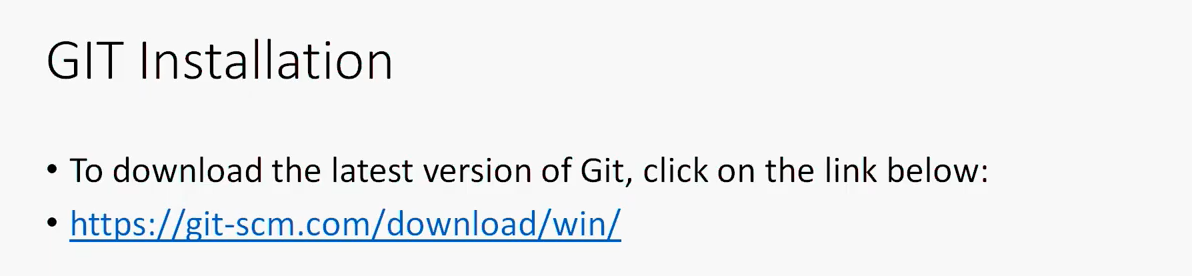 GIT Installation
• To download the latest version of Git, click on the link below:
• https://git-scm.com/download/win/